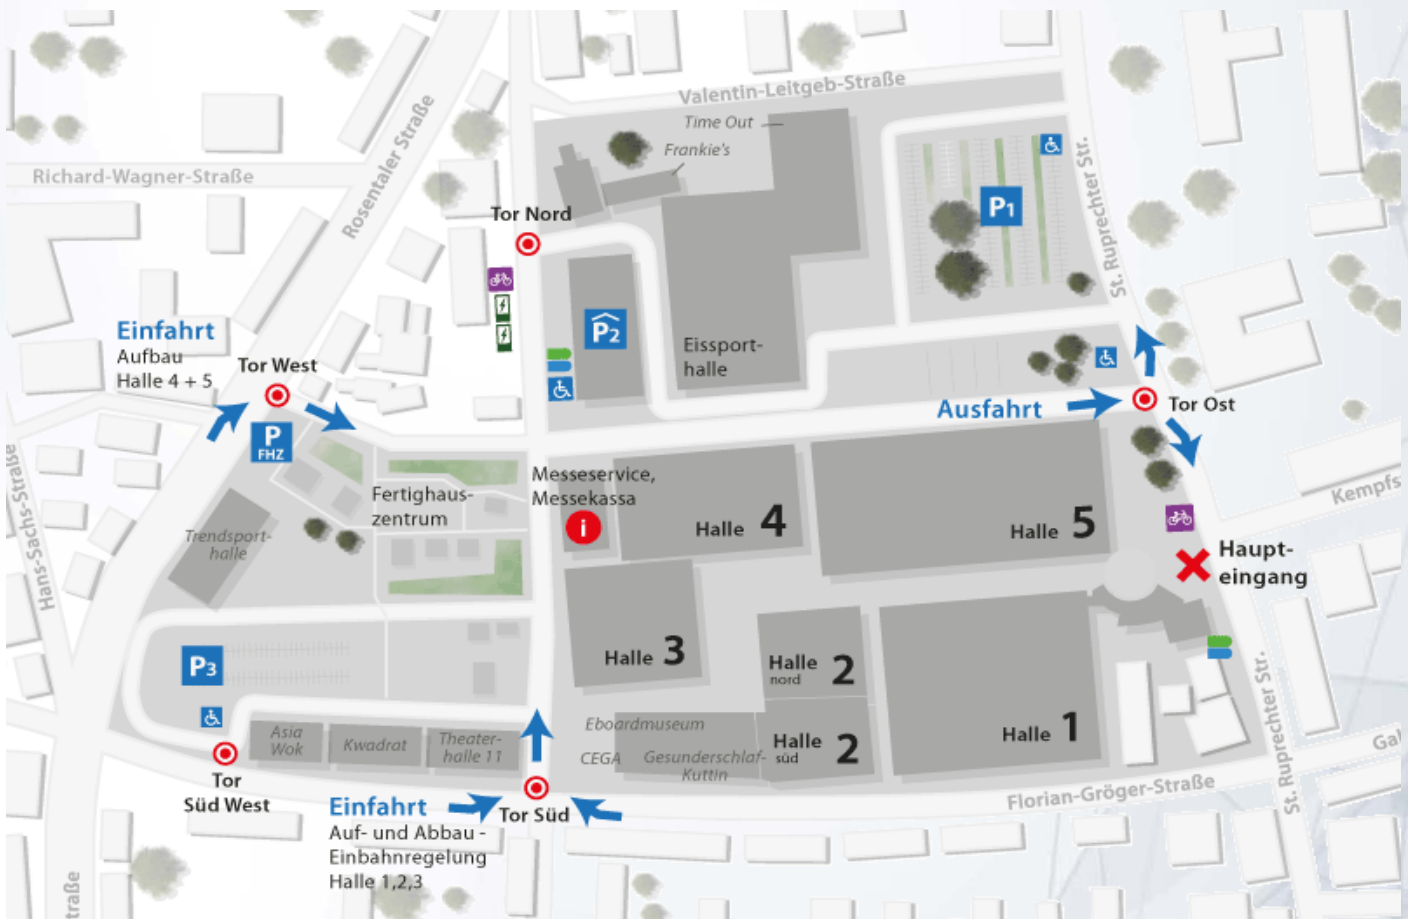 Valentin-Leitgeb-Straße
Time Out
Frankie's
Richard-Wagner-Straße
Rosentaler Straße
St. Ruprechter Str.
P1
Tor Nord
P2
Einfahrt
Aufbau
Halle 4 + 5
Tor West
Eissport-
halle
Ausfahrt
Tor Ost
P
FHZ
Hans-Sachs-Straße
Messeservice,
Messekassa
i
Fertighaus-
zentrum
Halle 4
Halle 5
Kempfs
Trendsport-
halle
Haupt-
eingang
Halle 3
Halle 2
nord
P3
Halle 1
Halle 2
süd
Eboardmuseum
CEGA
Gesunderschlaf-
Kuttin
Asia
Wok
Kwadrat
Theater-
halle 11
St. Ruprechter Str.
Gal
Tor
Süd West
Florian-Gröger-Straße
Einfahrt
Auf- und Abbau -
Einbahnregelung
Halle 1,2,3
Tor Süd
traße